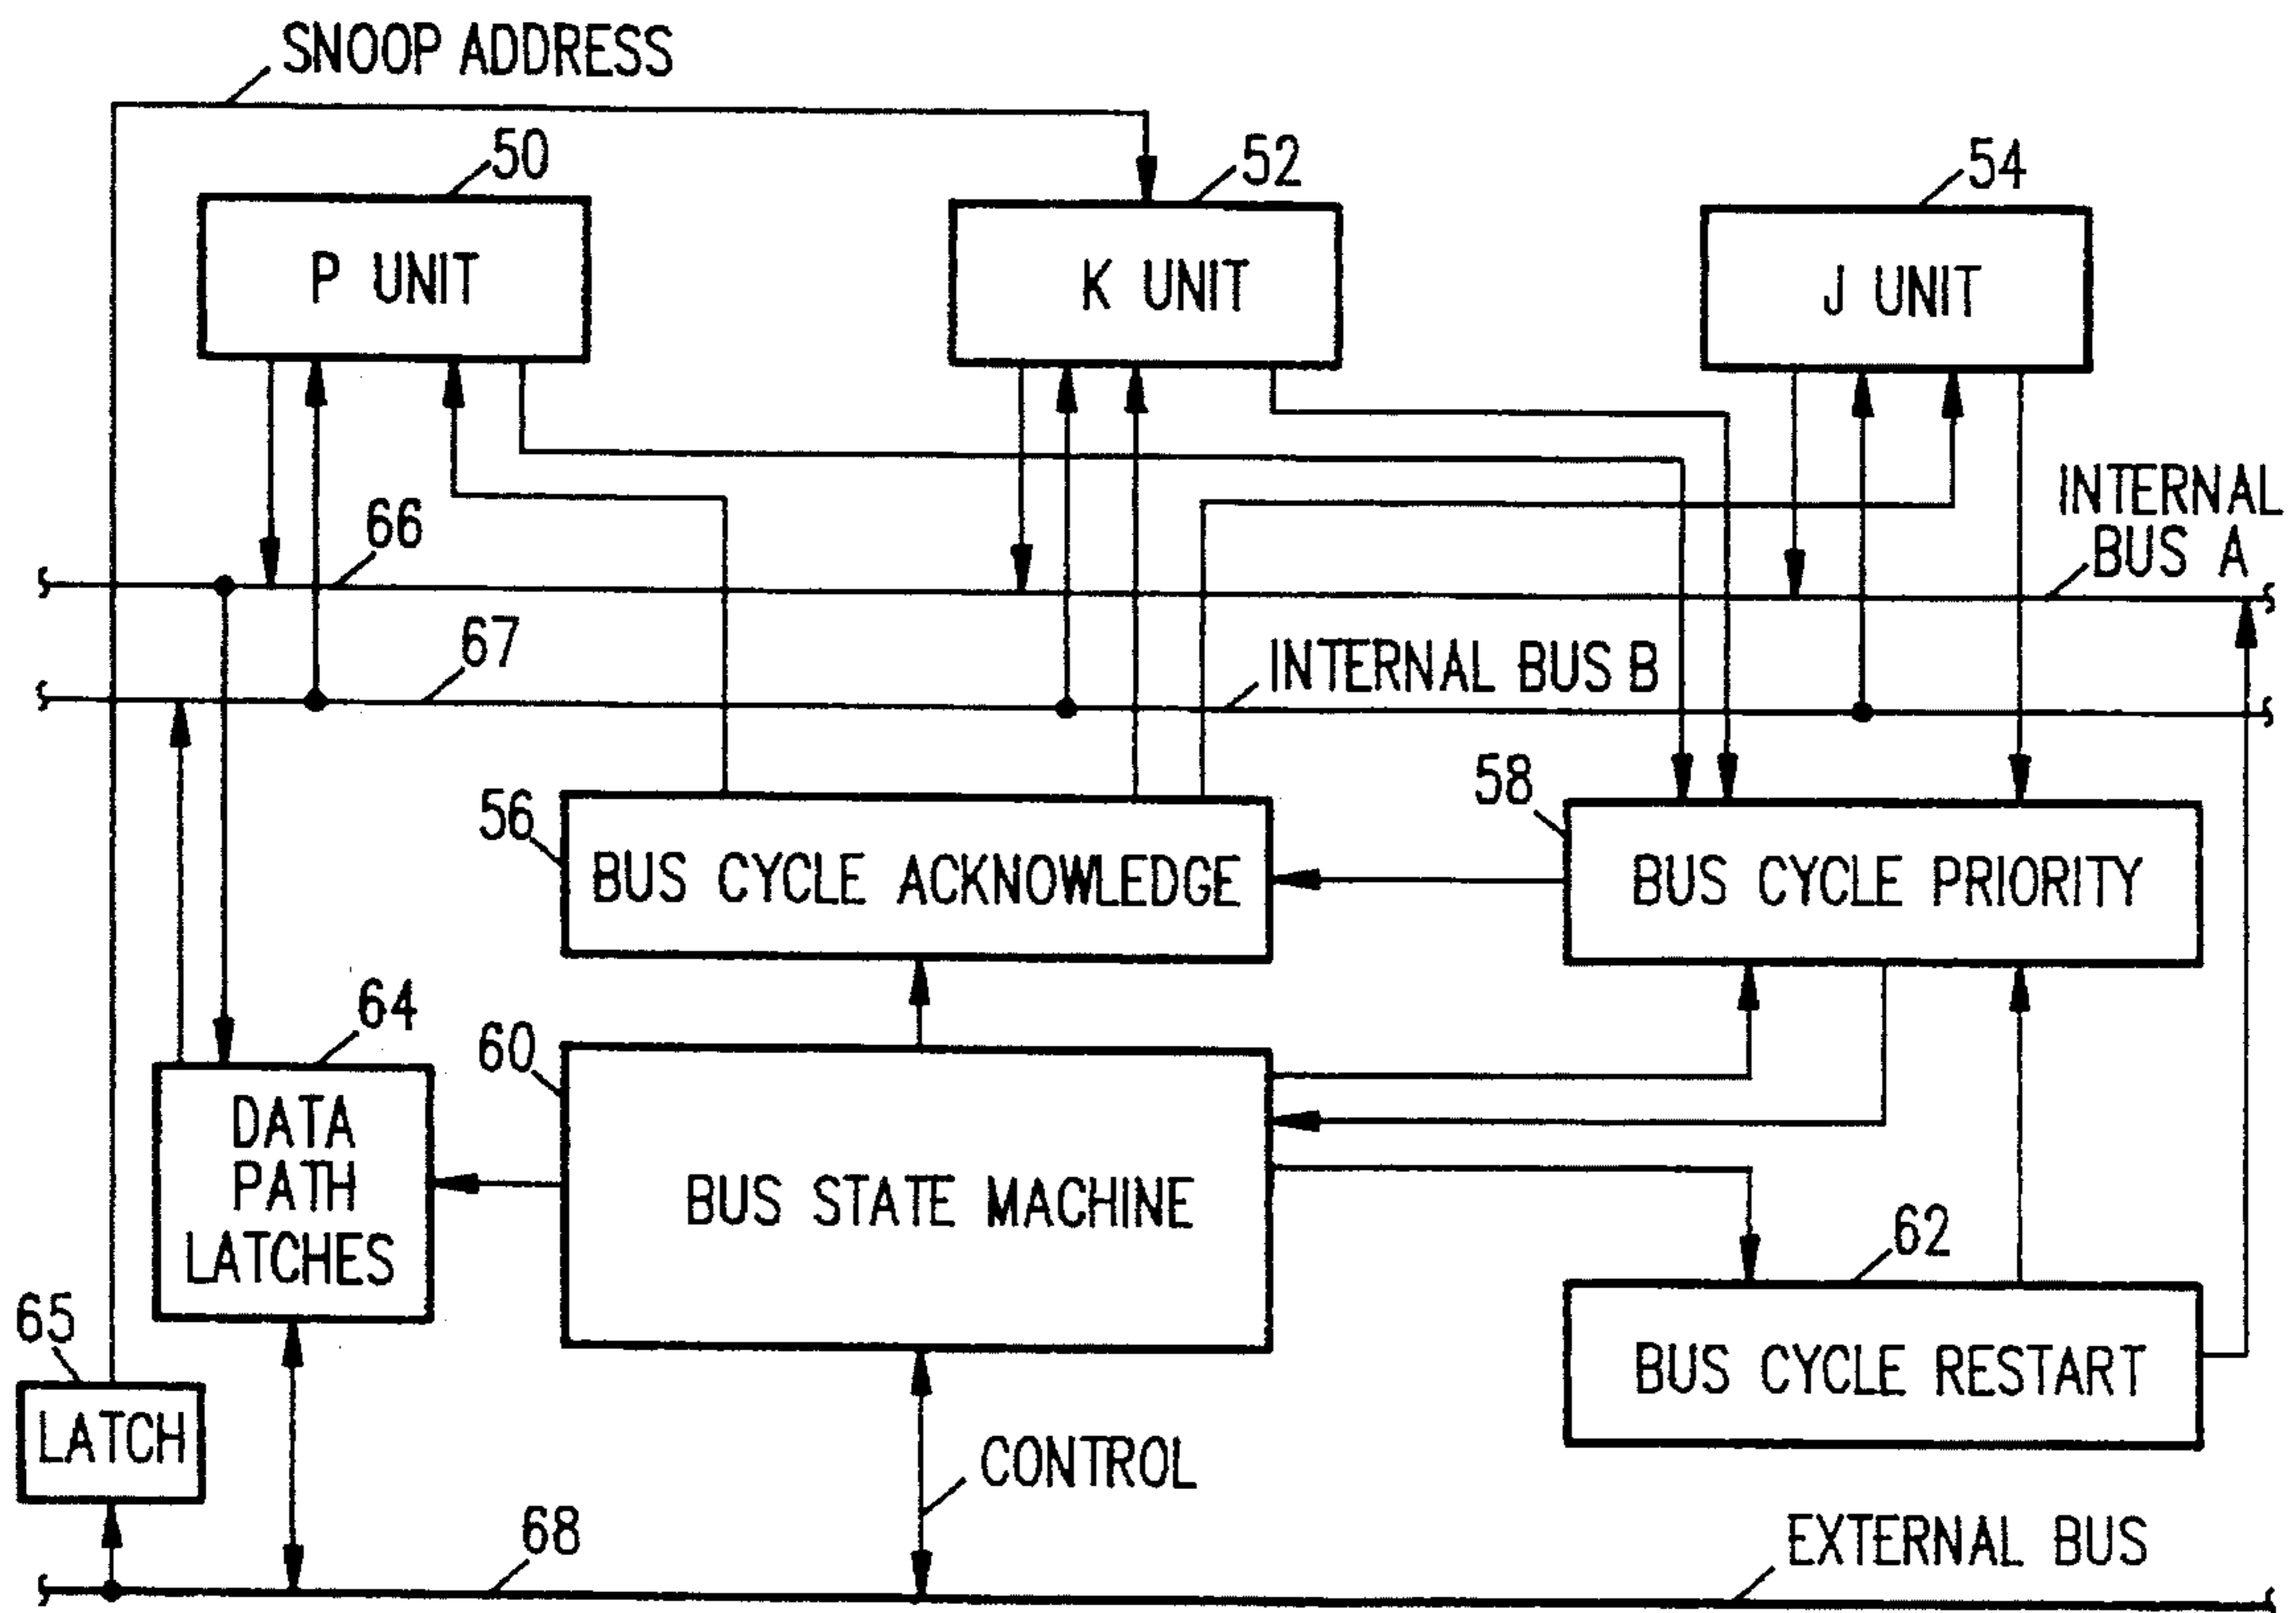 SNOOP ADDRESS
50
52
54
P UNIT
K UNIT
J UNIT
66
INTERNAL
BUS A
67
INTERNAL BUS B
56
58
BUS CYCLE ACKNOWLEDGE
BUS CYCLE PRIORITY
64
60
DATA
PATH
LATCHES
BUS STATE MACHINE
62
65
LATCH
BUS CYCLE RESTART
CONTROL
68
EXTERNAL BUS